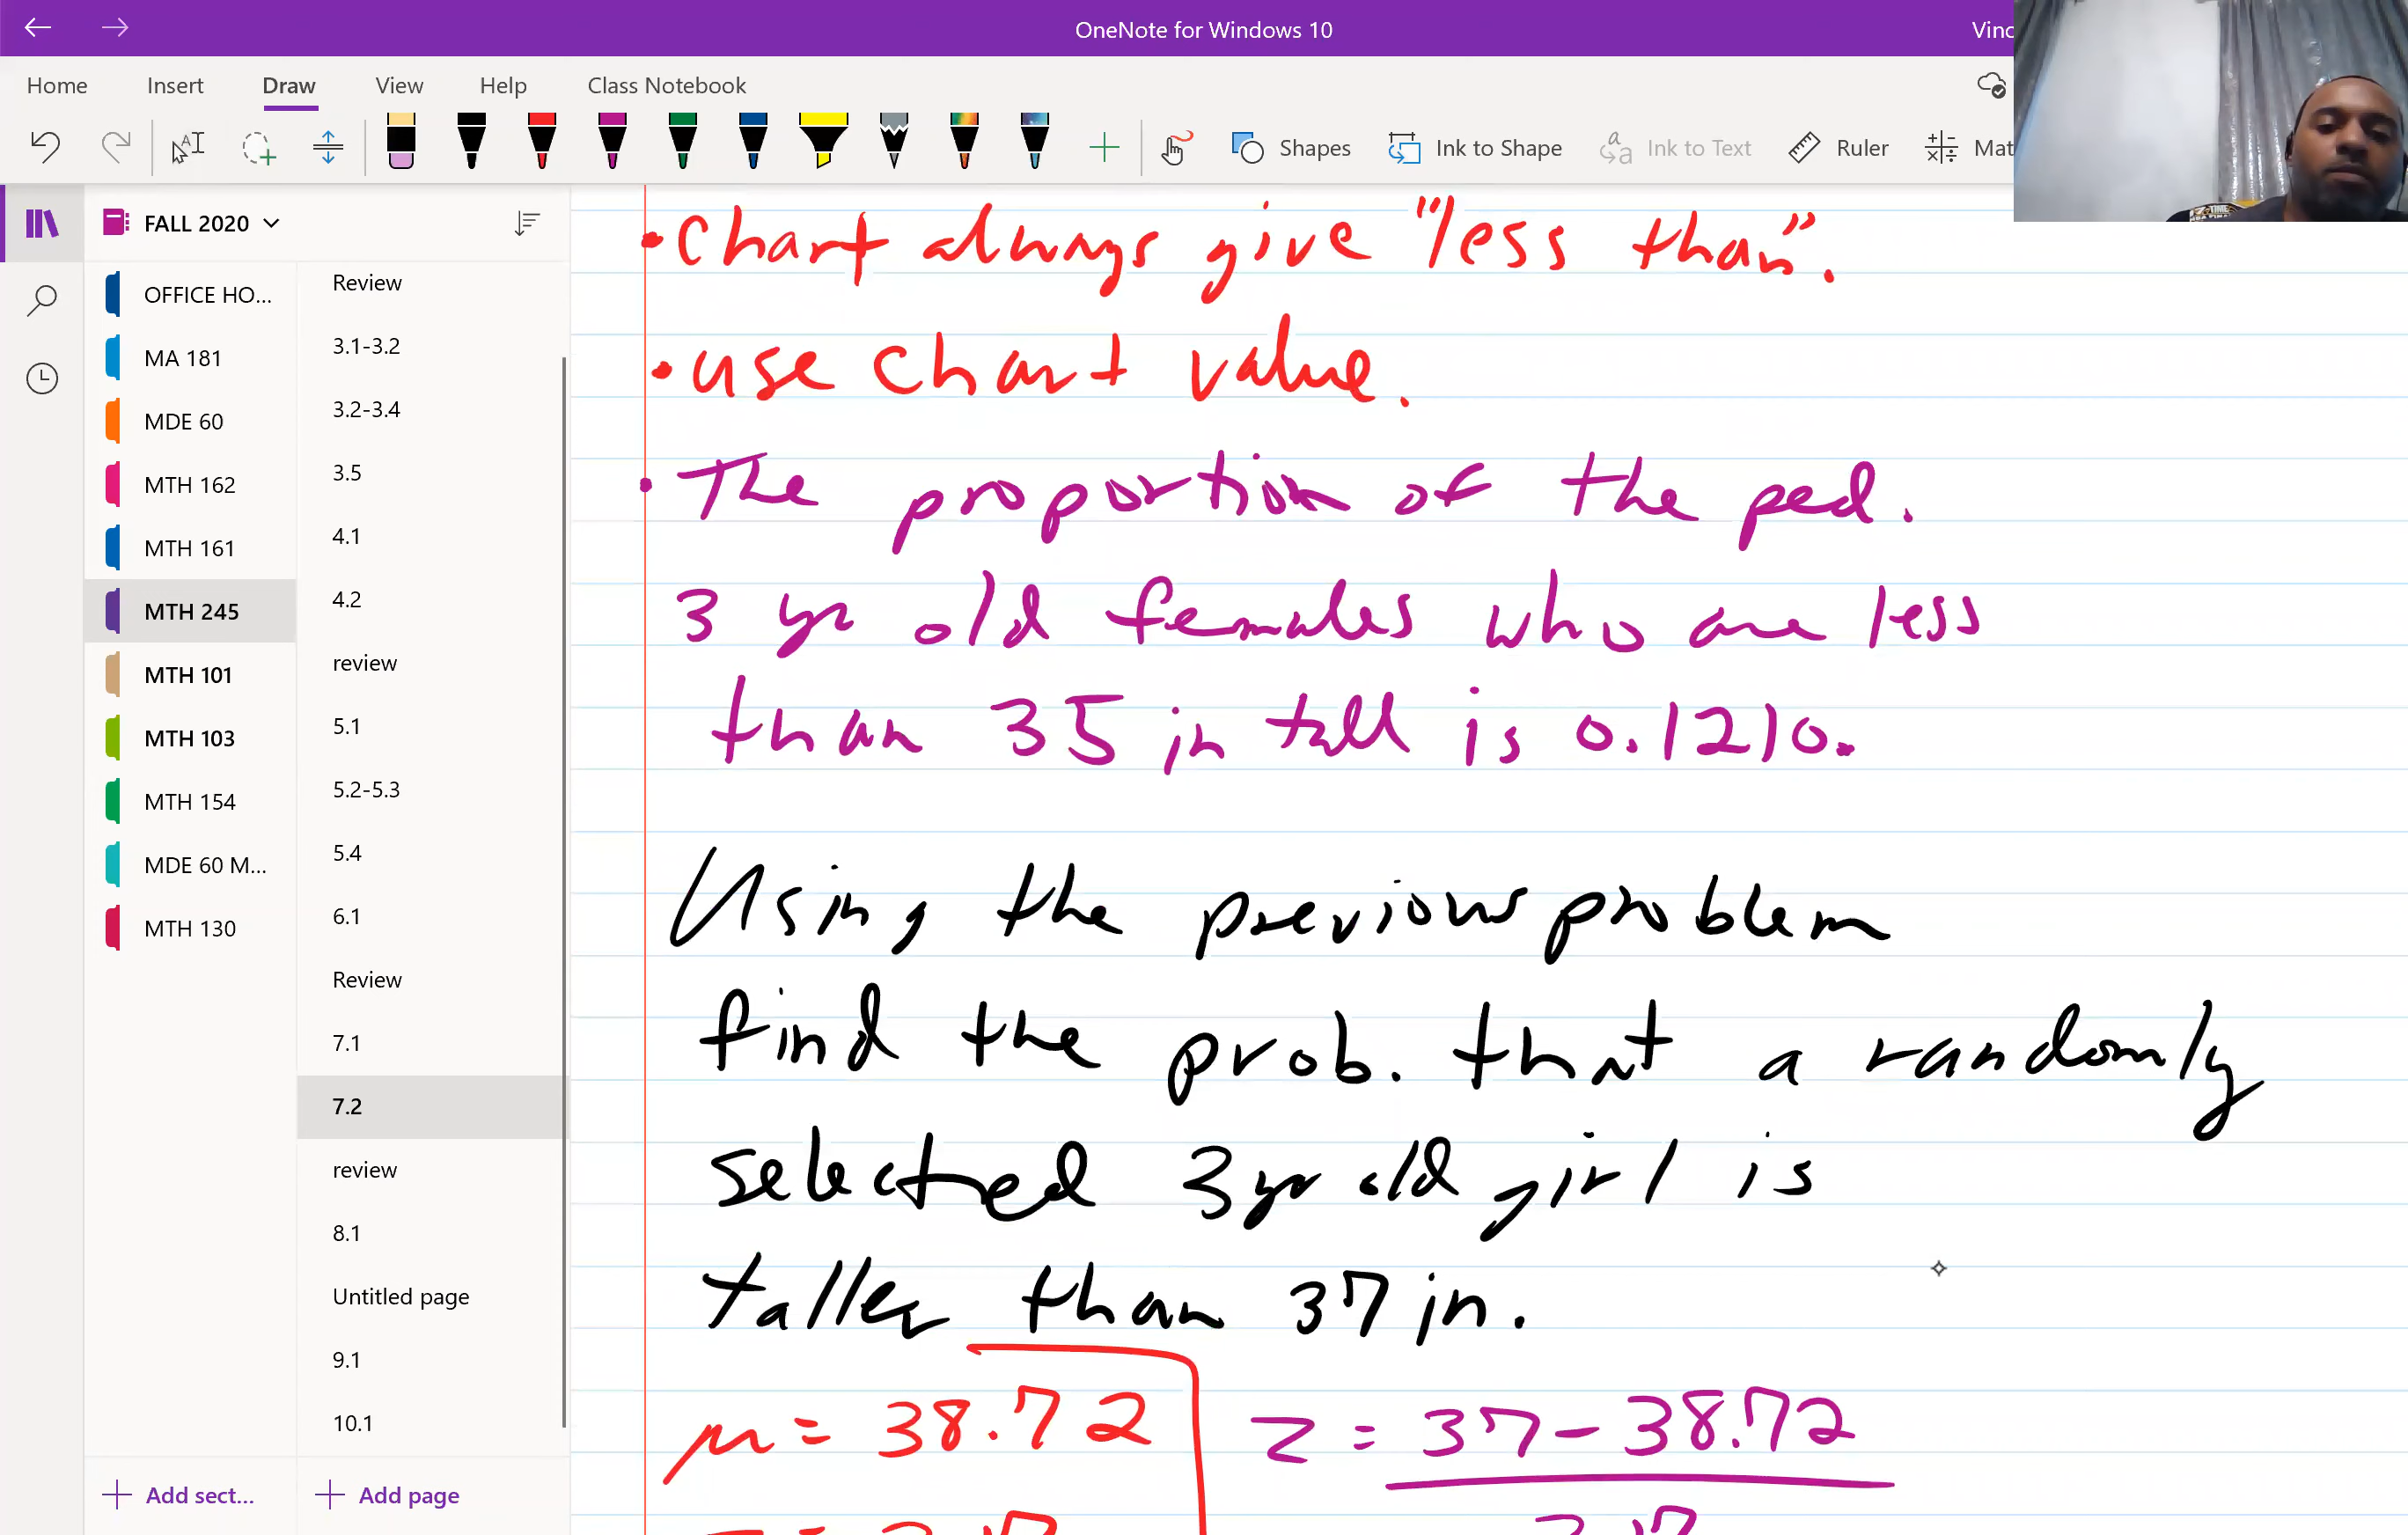 OneNote for Windows 10
Vinc
Home Insert Draw View Help Class Notebook
Shapes Ink to Shape Ink to Text Ruler Mat
FALL 2020
OFFICE HO...
MA 181
MDE 60
MTH 162
MTH 161
MTH 245
MTH 101
MTH 103
MTH 154
MDE 60 M...
MTH 130
Add sect...
Review
3.1-3.2
3.2-3.4
3.5
4.1
4.2
review
5.1
5.2-5.3
5.4
6.1
Review
7.1
7.2
review
8.1
Untitled page
9.1
10.1
Add page
• Chart always give "less than".
• use chart value.
• The proportion of the ped.
3 yr old females who are less
than 35 in tall is 0.1210.
Using the previous problem
find the prob. that a randomly
selected 3 yr old girl is
taller than 37 in.
μ = 38.72
z = 37 - 38.72